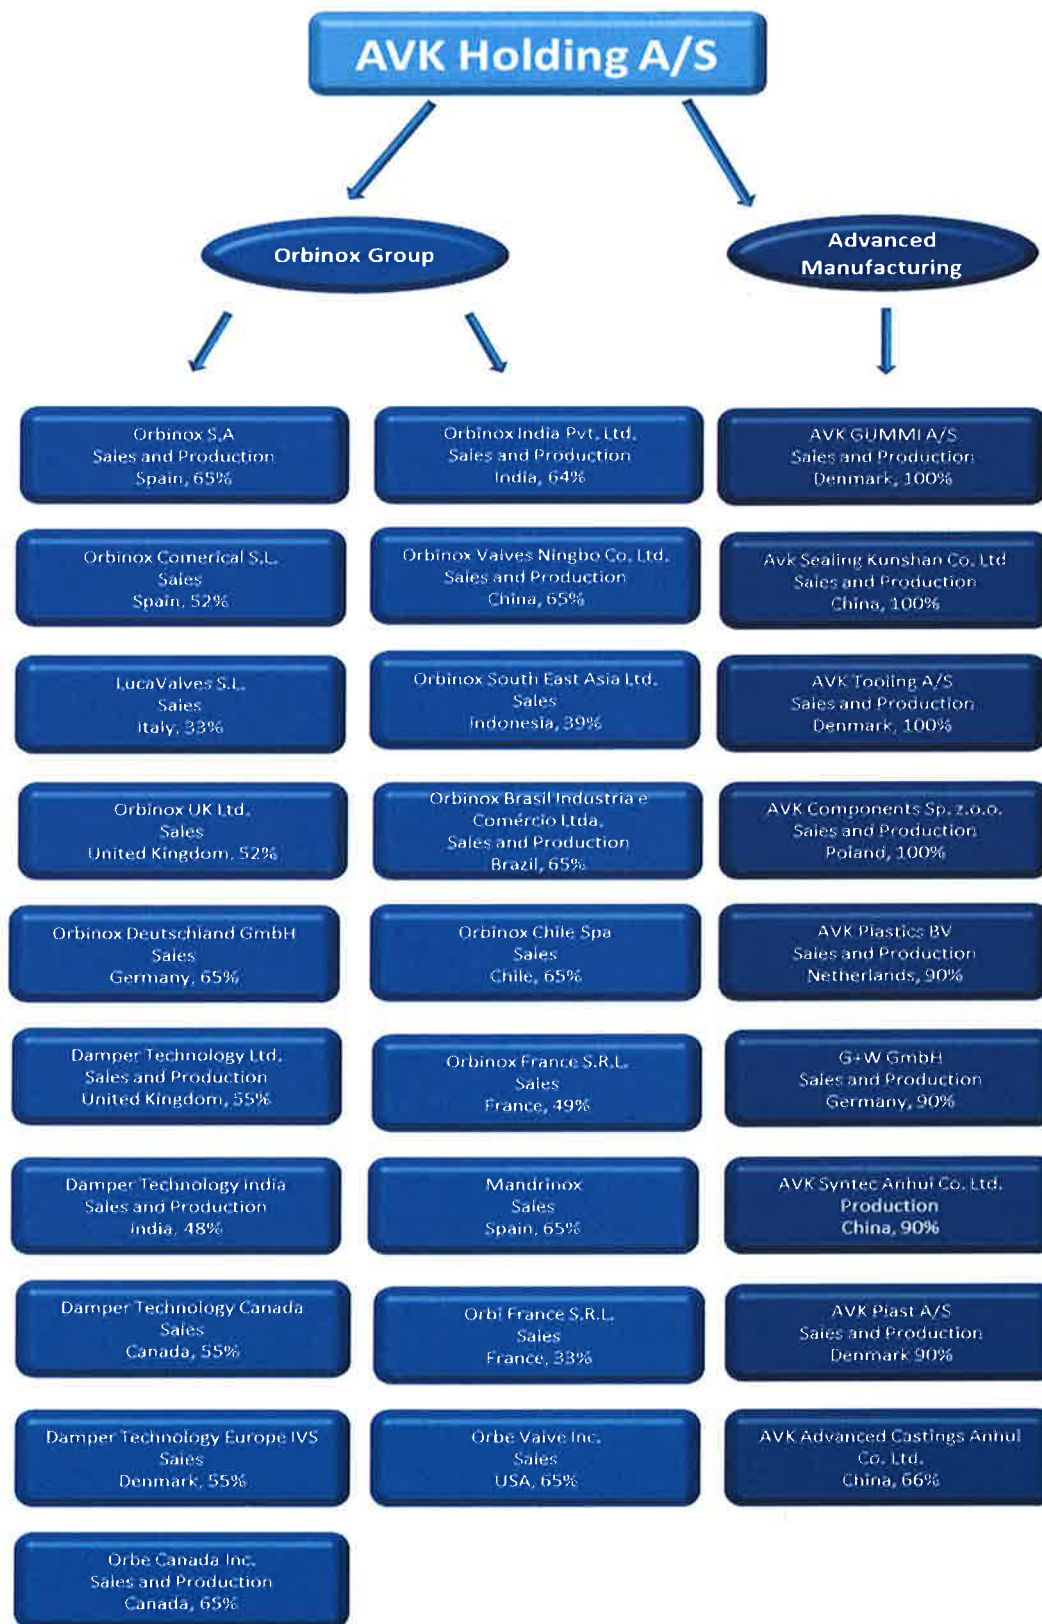 AVK Holding A/S
Orbinox Group
Advanced
Manufacturing
Orbinox S.A
Sales and Production
Spain, 65%
Orbinox Comerical S.L.
Sales
Spain, 52%
LucaValves S.L.
Sales
Italy, 33%
Orbinox UK Ltd.
Sales
United Kingdom, 52%
Orbinox Deutschland GmbH
Sales
Germany, 65%
Damper Technology Ltd.
Sales and Production
United Kingdom, 55%
Damper Technology India
Sales and Production
India, 48%
Damper Technology Canada
Sales
Canada, 55%
Damper Technology Europe IVS
Sales
Denmark, 55%
Orbe Canada Inc.
Sales and Production
Canada, 65%
Orbinox India Pvt. Ltd.
Sales and Production
India, 64%
Orbinox Valves Ningbo Co. Ltd.
Sales and Production
China, 65%
Orbinox South East Asia Ltd.
Sales
Indonesia, 39%
Orbinox Brasil Industria e
Comércio Ltda.
Sales and Production
Brazil, 65%
Orbinox Chile Spa
Sales
Chile, 65%
Orbinox France S.R.L.
Sales
France, 49%
Mandrinox
Sales
Spain, 65%
Orbi France S.R.L.
Sales
France, 33%
Orbe Valve Inc.
Sales
USA, 65%
AVK GUMMI A/S
Sales and Production
Denmark, 100%
Avk Sealing Kunshan Co. Ltd
Sales and Production
China, 100%
AVK Tooling A/S
Sales and Production
Denmark, 100%
AVK Components Sp. z.o.o.
Sales and Production
Poland, 100%
AVK Plastics BV
Sales and Production
Netherlands, 90%
G+W GmbH
Sales and Production
Germany, 90%
AVK Syntec Anhui Co. Ltd.
Production
China, 90%
AVK Plast A/S
Sales and Production
Denmark 90%
AVK Advanced Castings Anhui
Co. Ltd.
China, 66%